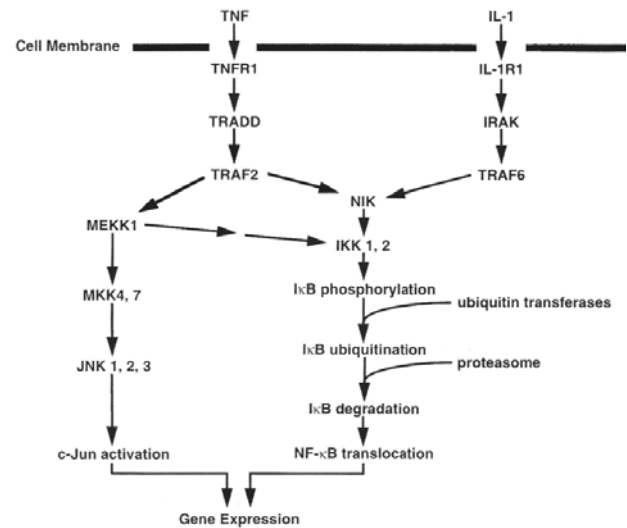 TNF
IL-1
Cell Membrane
TNFR1
IL-1R1
TRADD
IRAK
TRAF2
TRAF6
NIK
MEKK1
IKK 1, 2
IκB phosphorylation
MKK4, 7
ubiquitin transferases
IκB ubiquitination
JNK 1, 2, 3
proteasome
IκB degradation
c-Jun activation
NF-κB translocation
Gene Expression